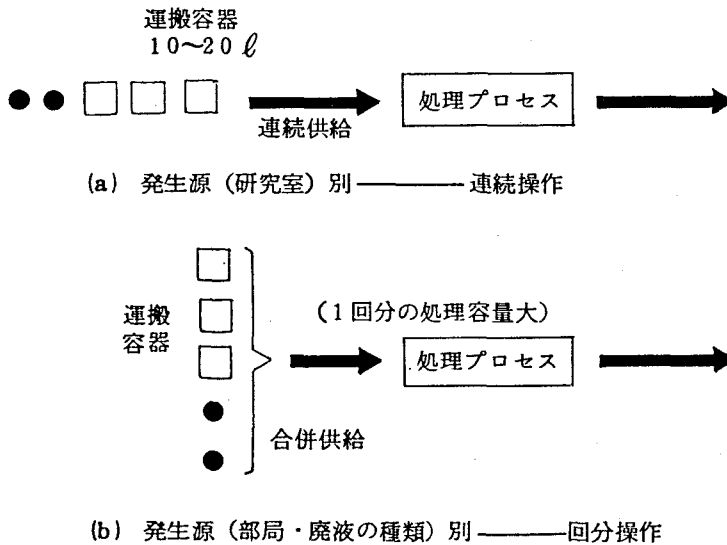 運搬容器
10〜20ℓ
処理プロセス
連続供給
(a) 発生源（研究室）別 ――― 連続操作
運搬
容器
（1回分の処理容量大）
処理プロセス
合併供給
(b) 発生源（部局・廃液の種類）別 ――― 回分操作